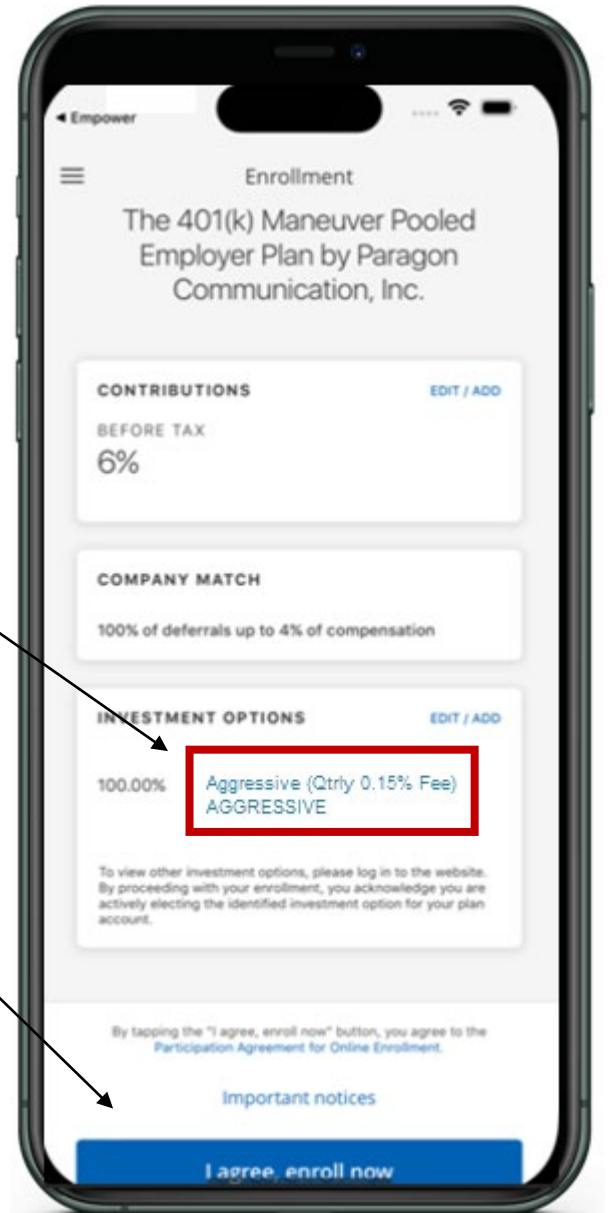 Empower
Enrollment
The 401(k) Maneuver Pooled
Employer Plan by Paragon
Communication, Inc.
CONTRIBUTIONS EDIT / ADD
BEFORE TAX
6%
COMPANY MATCH
100% of deferrals up to 4% of compensation
INVESTMENT OPTIONS EDIT / ADD
100.00% Aggressive (Qtrly 0.15% Fee)
AGGRESSIVE
To view other investment options, please log in to the website.
By proceeding with your enrollment, you acknowledge you are
actively electing the identified investment option for your plan
account.
By tapping the "I agree, enroll now" button, you agree to the
Participation Agreement for Online Enrollment.
Important notices
I agree, enroll now